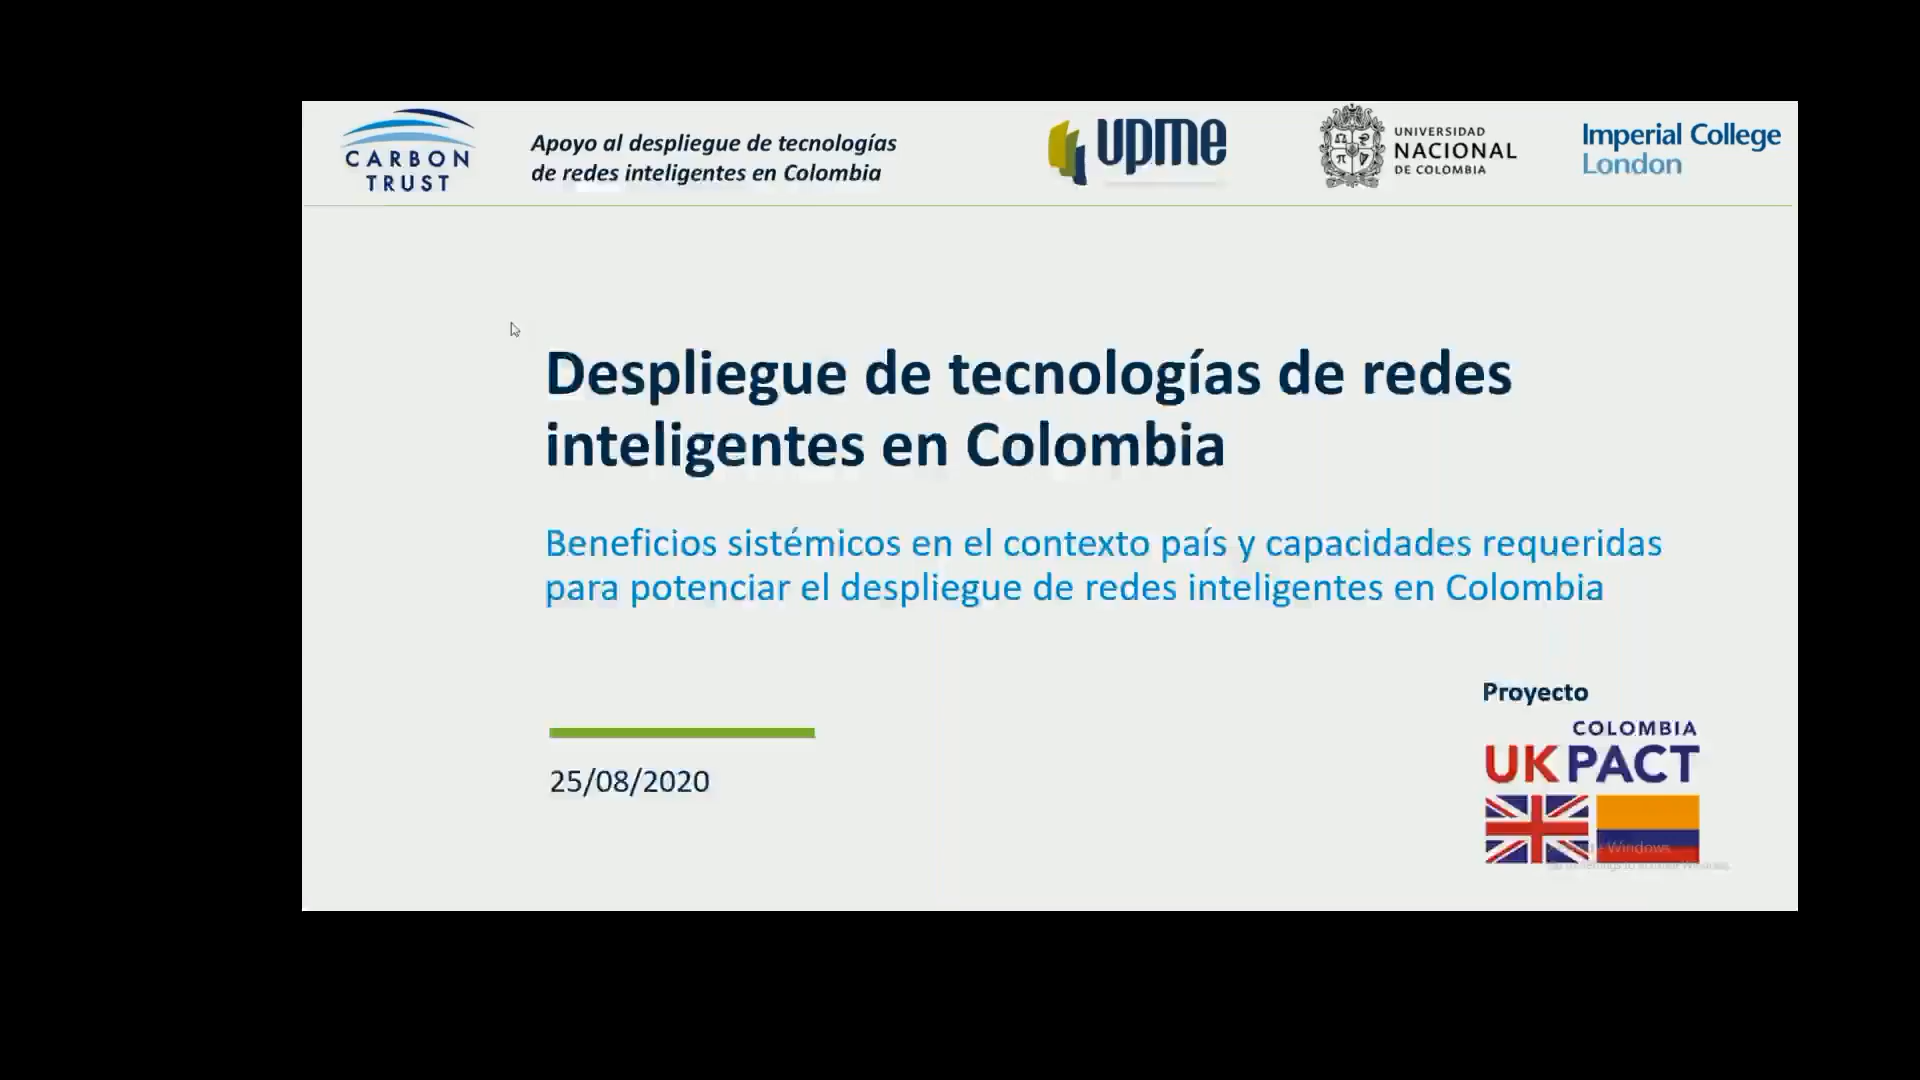 CARBON
TRUST
Apoyo al despliegue de tecnologías
de redes inteligentes en Colombia
upme
UNIVERSIDAD
NACIONAL
DE COLOMBIA
Imperial College
London
Despliegue de tecnologías de redes
inteligentes en Colombia
Beneficios sistémicos en el contexto país y capacidades requeridas
para potenciar el despliegue de redes inteligentes en Colombia
Proyecto
COLOMBIA
UK PACT
25/08/2020
Windows